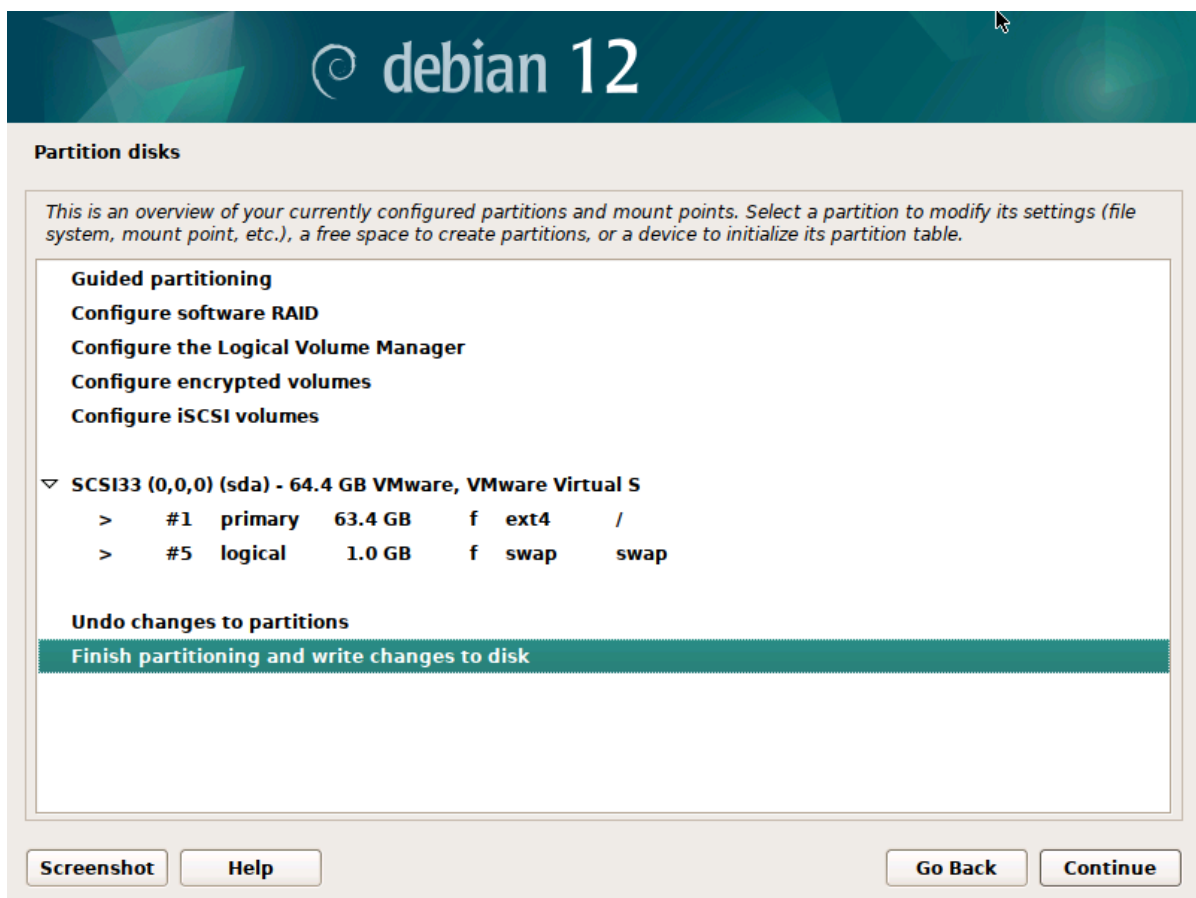 debian 12
Partition disks
This is an overview of your currently configured partitions and mount points. Select a partition to modify its settings (file
system, mount point, etc.), a free space to create partitions, or a device to initialize its partition table.
Guided partitioning
Configure software RAID
Configure the Logical Volume Manager
Configure encrypted volumes
Configure iSCSI volumes
SCSI33 (0,0,0) (sda) - 64.4 GB VMware, VMware Virtual S
> #1 primary 63.4 GB f ext4 /
> #5 logical 1.0 GB f swap swap
Undo changes to partitions
Finish partitioning and write changes to disk
Screenshot Help Go Back Continue